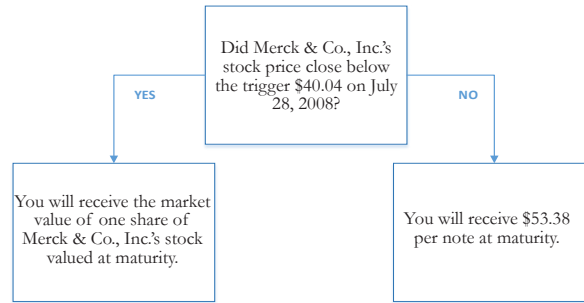 Did Merck & Co., Inc.'s
stock price close below
the trigger $40.04 on July
28, 2008?
YES
NO
You will receive the market
value of one share of
Merck & Co., Inc.'s stock
valued at maturity.
You will receive $53.38
per note at maturity.